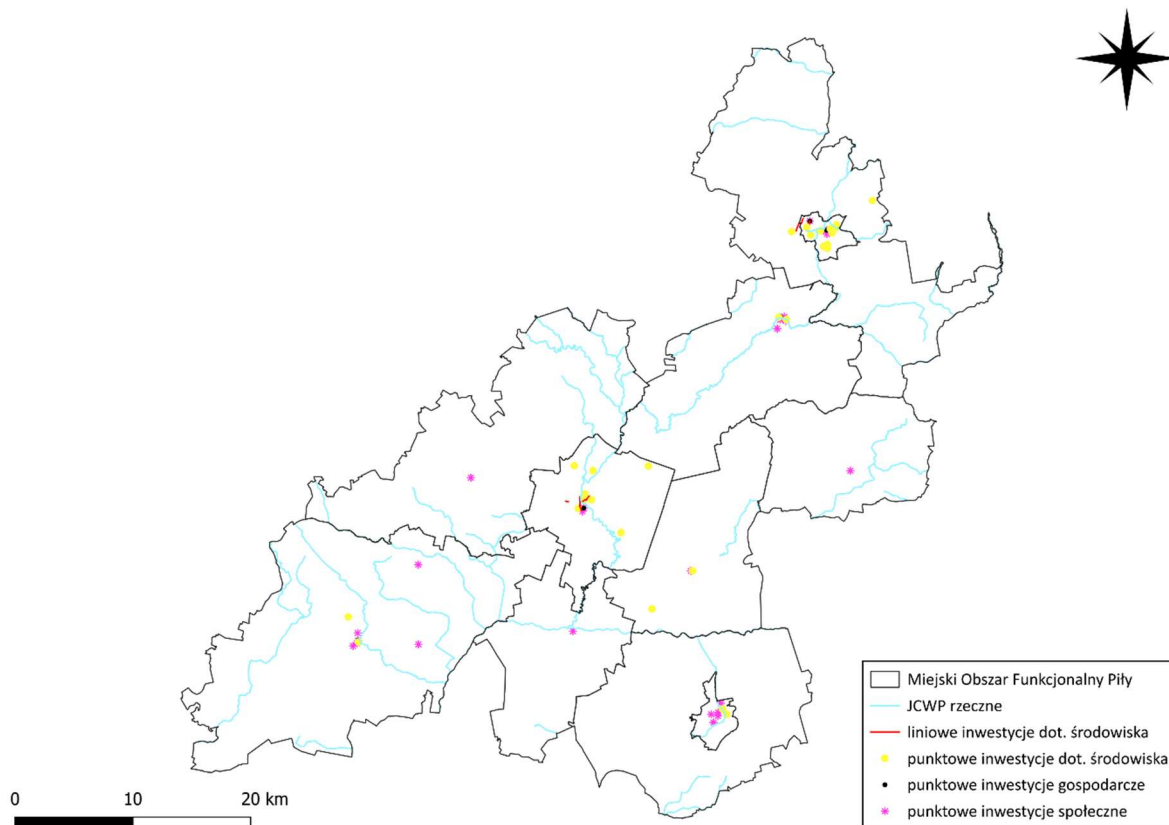 Miejski Obszar Funkcjonalny Piły
JCWP rzeczne
liniowe inwestycje dot. środowiska
punktowe inwestycje dot. środowiska
punktowe inwestycje gospodarcze
punktowe inwestycje społeczne
0 10 20 km